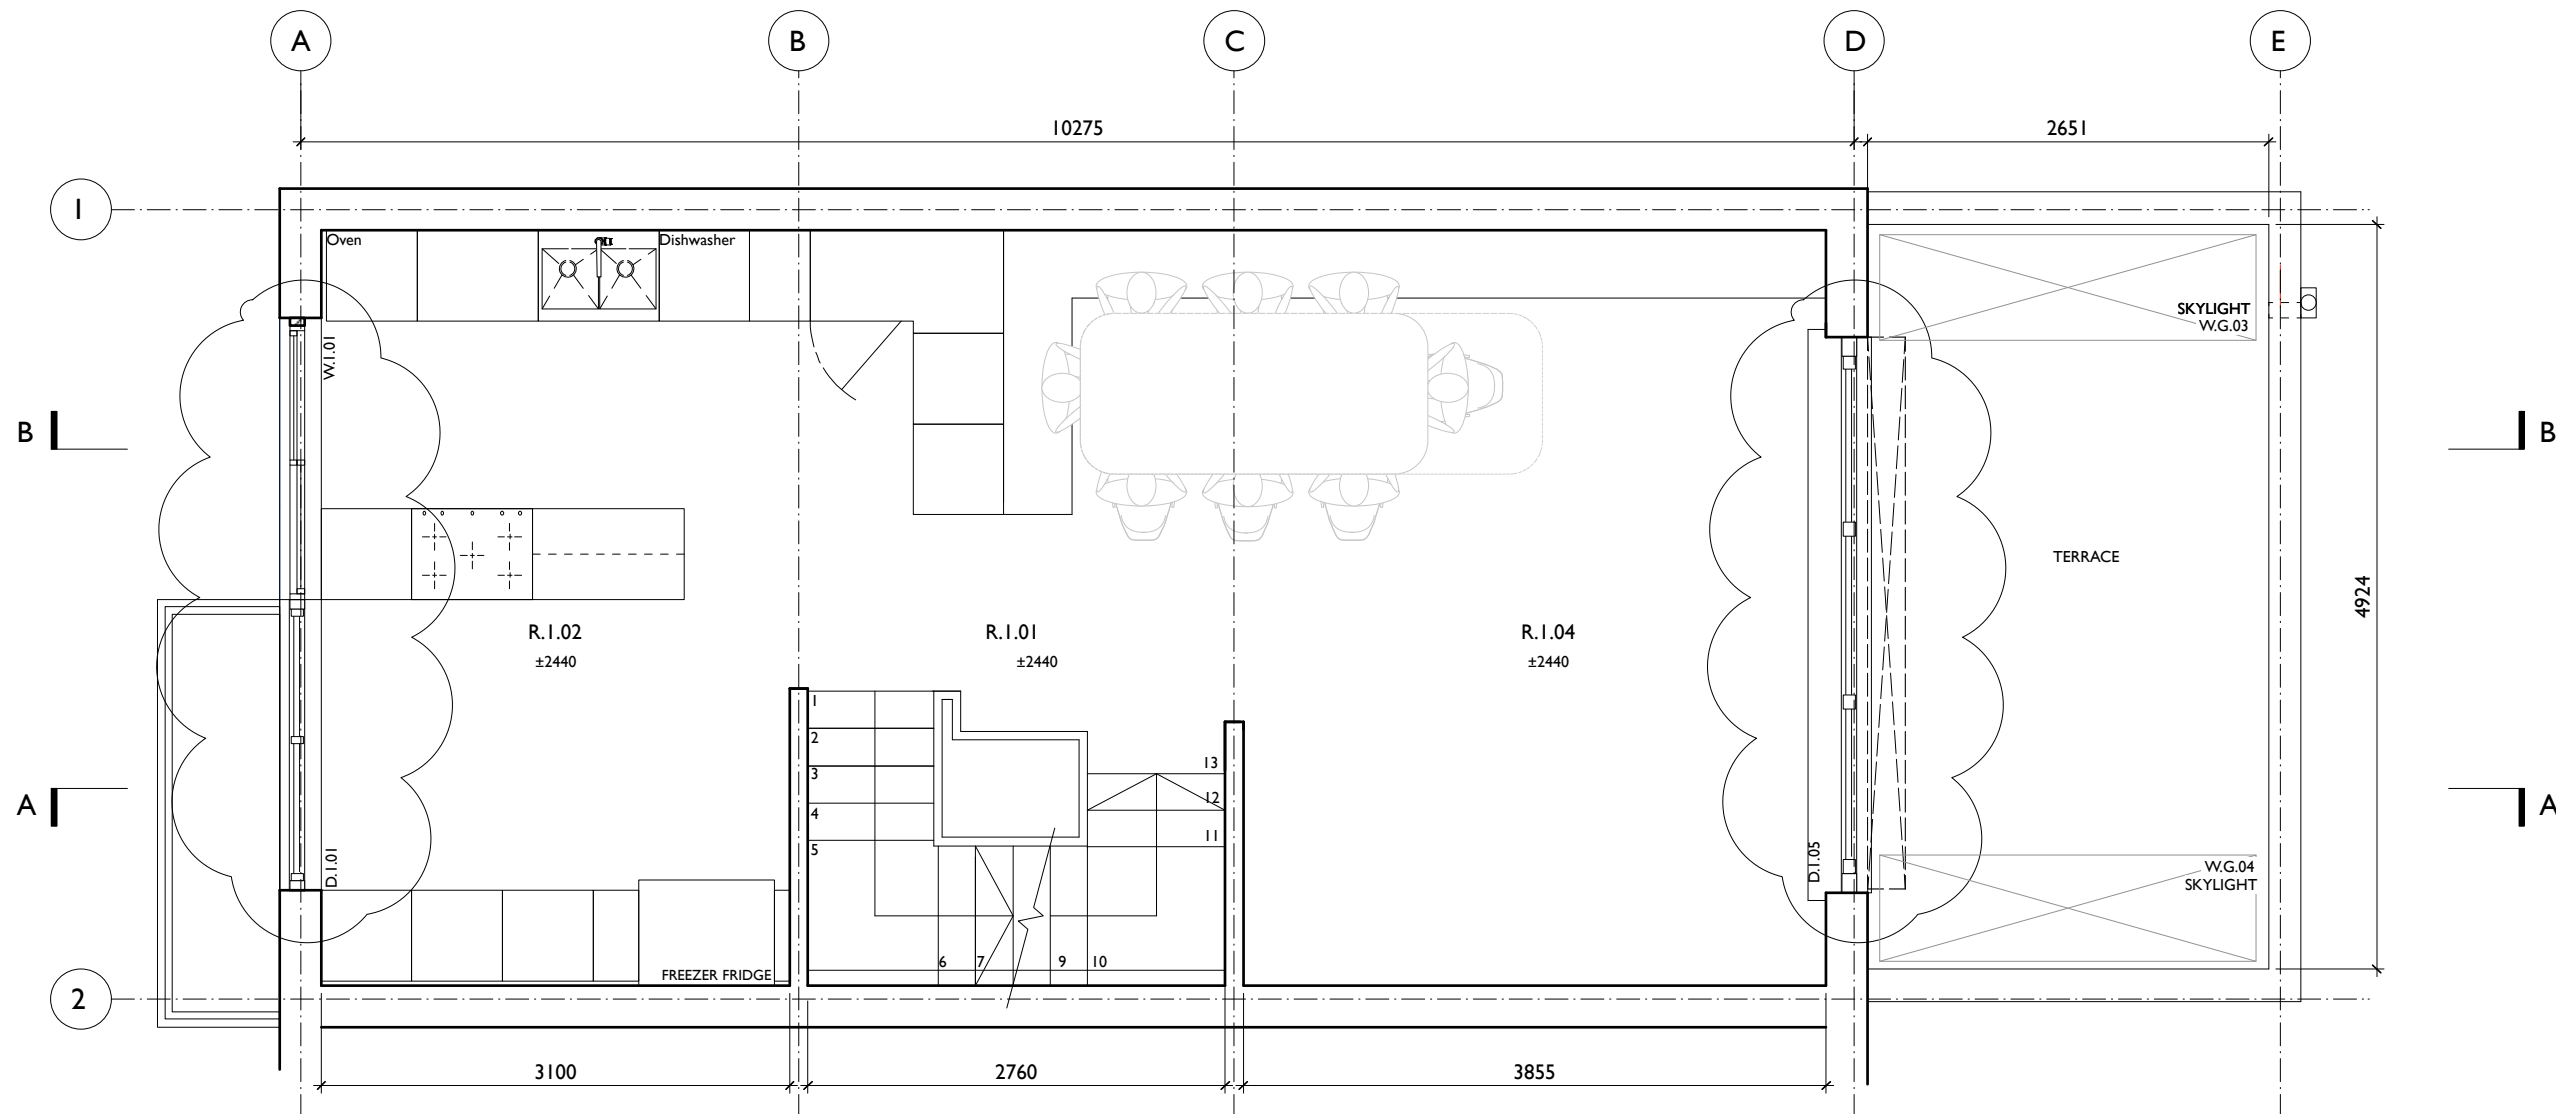 A B C D E
10275 2651
1
Oven Dishwasher
SKYLIGHT
W.G.03
W.1.01
B B
TERRACE
4924
R.1.02 R.1.01 R.1.04
±2440 ±2440 ±2440
1
2
3
4
5
13
12
11
A A
D.1.01 D.1.05
W.G.04
SKYLIGHT
6 7 9 10
FREEZER FRIDGE
2
3100 2760 3855